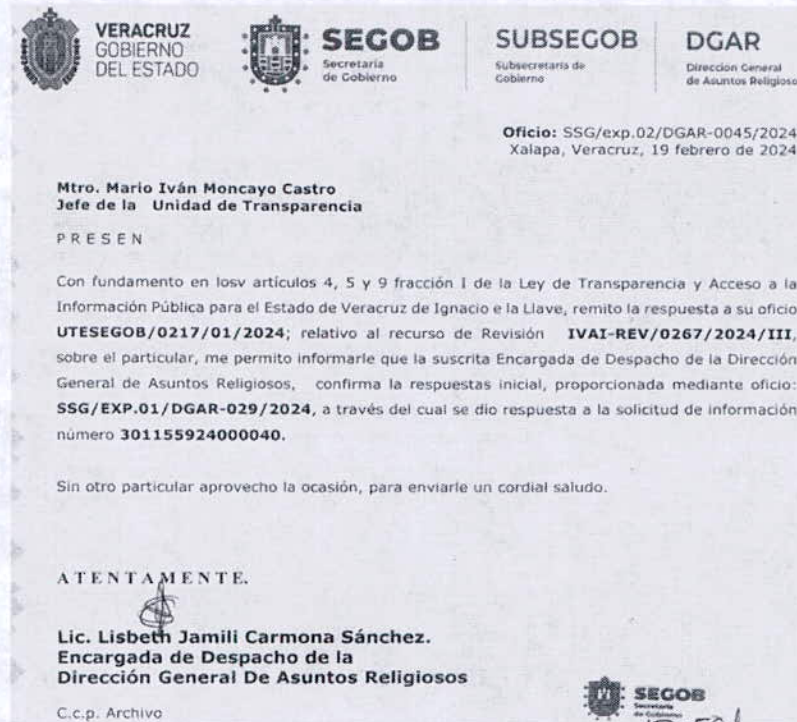 VERACRUZ
GOBIERNO
DEL ESTADO
SEGOB
Secretaría
de Gobierno
SUBSEGOB
Subsecretaría de
Gobierno
DGAR
Dirección General
de Asuntos Religioso
Oficio: SSG/exp.02/DGAR-0045/2024
Xalapa, Veracruz, 19 febrero de 2024
Mtro. Mario Iván Moncayo Castro
Jefe de la Unidad de Transparencia
P R E S E N
Con fundamento en losv artículos 4, 5 y 9 fracción I de la Ley de Transparencia y Acceso a la
Información Pública para el Estado de Veracruz de Ignacio e la Llave, remito la respuesta a su oficio
UTESEGOB/0217/01/2024; relativo al recurso de Revisión IVAI-REV/0267/2024/III,
sobre el particular, me permito informarle que la suscrita Encargada de Despacho de la Dirección
General de Asuntos Religiosos, confirma la respuestas inicial, proporcionada mediante oficio:
SSG/EXP.01/DGAR-029/2024, a través del cual se dio respuesta a la solicitud de información
número 301155924000040.
Sin otro particular aprovecho la ocasión, para enviarle un cordial saludo.
ATENTAMENTE.
Lic. Lisbeth Jamili Carmona Sánchez.
Encargada de Despacho de la
Dirección General De Asuntos Religiosos
C.c.p. Archivo
SEGOB
Secretaría
de Gobierno